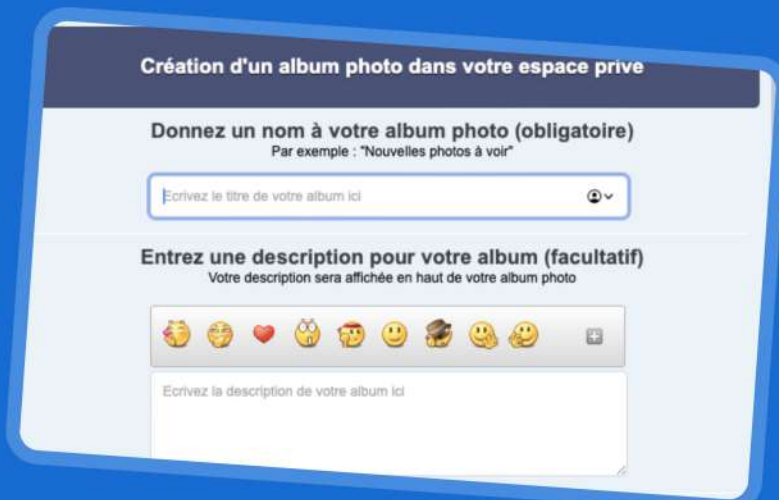 Création d'un album photo dans votre espace privé
Donnez un nom à votre album photo (obligatoire)
Par exemple : "Nouvelles photos à voir"
Ecrivez le titre de votre album ici
Entrez une description pour votre album (facultatif)
Votre description sera affichée en haut de votre album photo
Ecrivez la description de votre album ici